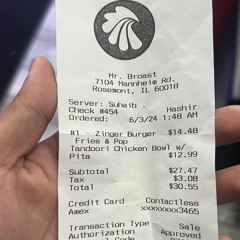 Mr. Broast
7104 Mannheim Rd.
Rosemont, IL 60018
Server: Suhaib . Hashir
Check #454
Ordered: 6/3/24 1:48 AM
#1 - Zinger Burger $14.48
Fries & Pop
Tandoori Chicken Bowl w/ $12.99
Pita
Subtotal $27.47
Tax $3.08
Total $30.55
Credit Card Contactless
Amex xxxxxxxx3465
Transaction Type Sale
Authorization Approved
Code